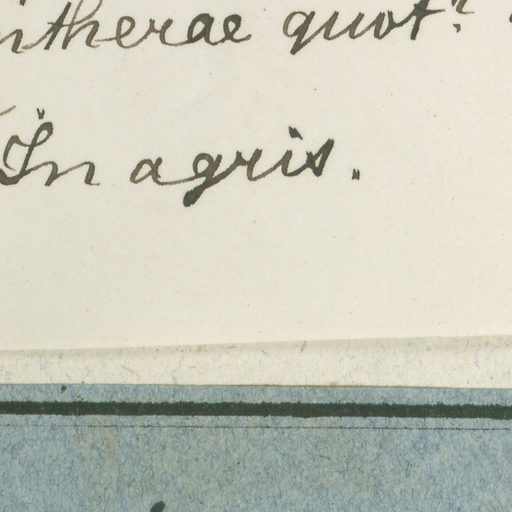 itherae quot?
In agris.